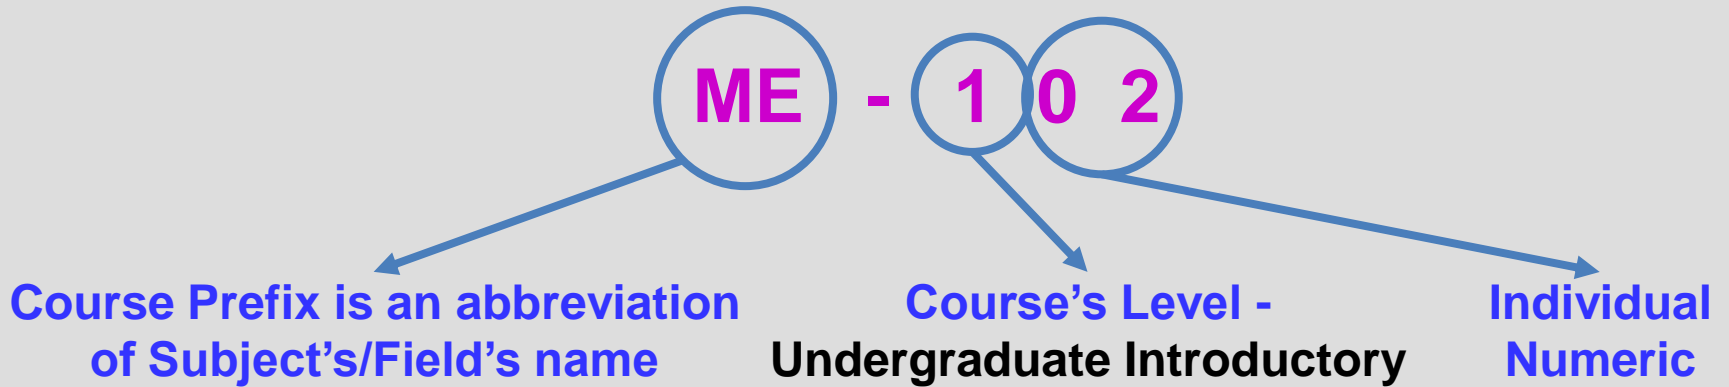 ME - 1 0 2
Course Prefix is an abbreviation
of Subject's/Field's name
Course’s Level -
Undergraduate Introductory
Individual
Numeric